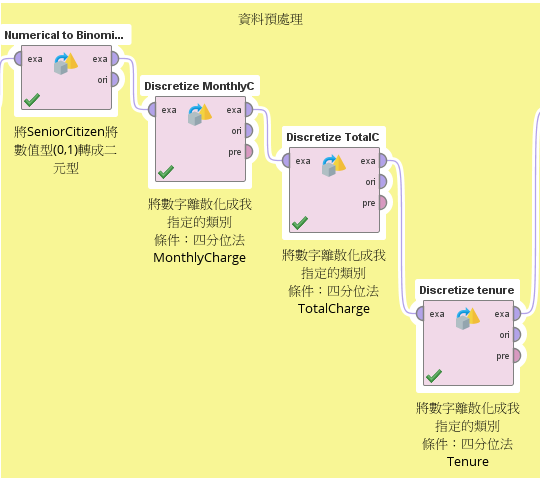 資料預處理
Numerical to Binomi...
exa
exa
ori
將SeniorCitizen將
數值型(0,1)轉成二
元型
Discretize MonthlyC
exa
exa
ori
pre
將數字離散化成我
指定的類別
條件：四分位法
MonthlyCharge
Discretize TotalC
exa
exa
ori
pre
將數字離散化成我
指定的類別
條件：四分位法
TotalCharge
Discretize tenure
exa
exa
ori
pre
將數字離散化成我
指定的類別
條件：四分位法
Tenure